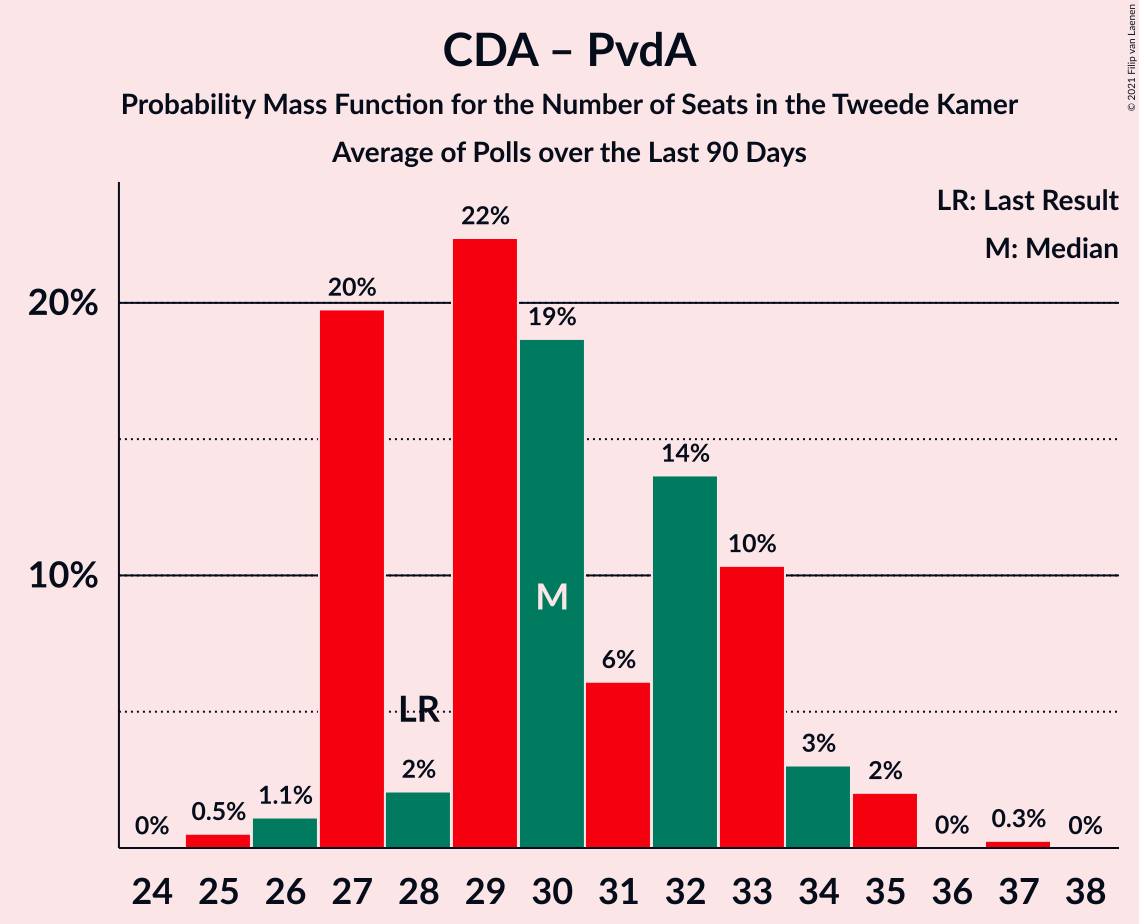 CDA – PvdA
Probability Mass Function for the Number of Seats in the Tweede Kamer
Average of Polls over the Last 90 Days
© 2021 Filip van Laenen
LR: Last Result
M: Median
20%
10%
0%
0.5%
1.1%
20%
2%
22%
19%
6%
14%
10%
3%
2%
0%
0.3%
0%
LR
M
24 25 26 27 28 29 30 31 32 33 34 35 36 37 38